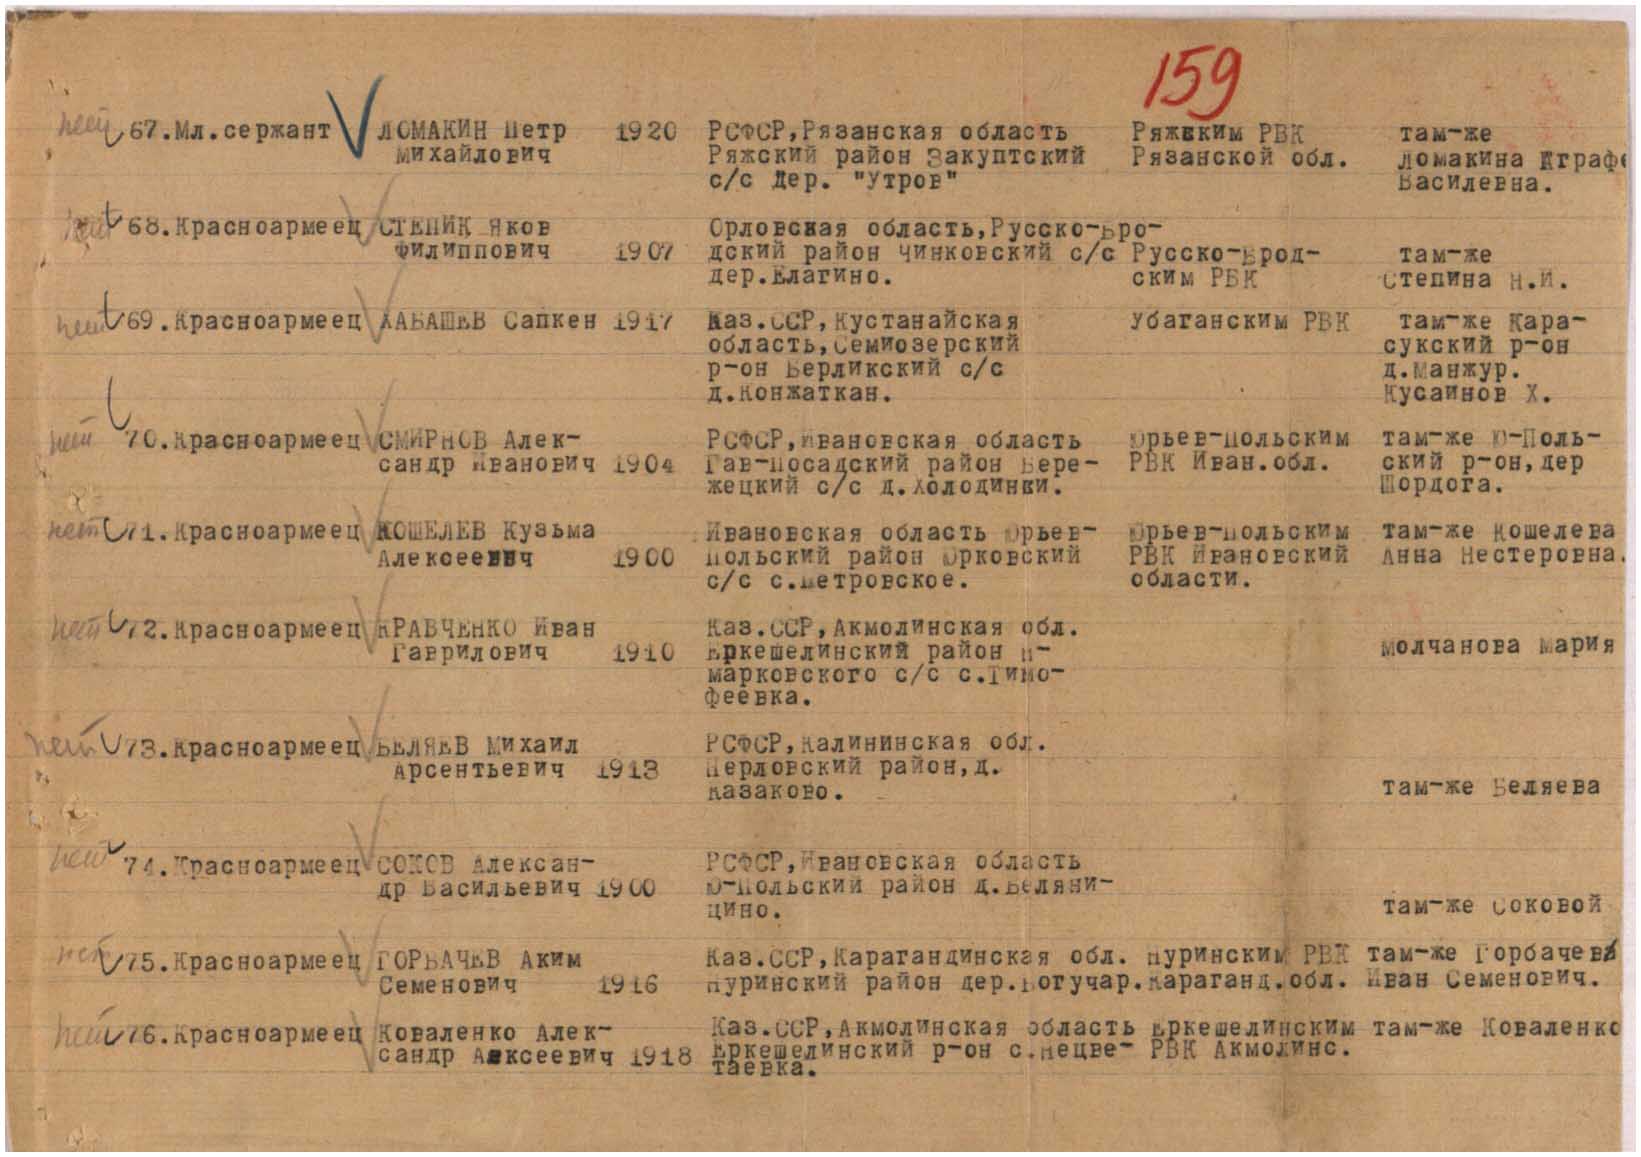 159
нет 67.Мл.сержант ЛОМАКИН Петр 1920 РСФСР,Рязанская область Ряжским РВК там-же
Михайлович Ряжский район Закуптский Рязанской обл. Ломакина Играфе
с/с Дер. "Утров" Василевна.
нет 68.Красноармеец СТЕПИК Яков Орловская область,Русско-Бро-
Филиппович 1907 дский район Чинковский с/с Русско-Брод- там-же
дер.Елагино. ским РВК Степина Н.И.
нет 69.Красноармеец ХАБАШЕВ Сапкен 1917 Каз.ССР,Кустанайская Убаганским РВК там-же Кара-
область,Семиозерский сукский р-он
р-он Берликский с/с д.Манжур.
д.Конжаткан. Кусаинов Х.
нет 70.Красноармеец СМИРНОВ Алек- РСФСР,Ивановская область Юрьев-Польским там-же Ю-Поль-
сандр Иванович 1904 Гав-Посадский район Бере- РВК Иван.обл. ский р-он,дер
жецкий с/с д.Холодинки. Шордога.
нет 71.Красноармеец КОШЕЛЕВ Кузьма Ивановская область Юрьев- Юрьев-Польским там-же Кошелева
Алексеевич 1900 Польский район Юрковский РВК Ивановский Анна Нестеровна.
с/с с.Петровское. области.
нет 72.Красноармеец КРАВЧЕНКО Иван Каз.ССР,Акмолинская обл.
Гаврилович 1910 Еркешелинский район Н- Молчанова Мария
марковского с/с с.Тимо-
феевка.
нет 73.Красноармеец БЕЛЯЕВ Михаил РСФСР,Калининская обл.
Арсентьевич 1913 Перловский район,д.
Казаково. там-же Беляева
нет 74.Красноармеец СОКОВ Алексан- РСФСР,Ивановская область
др Васильевич 1900 Ю-Польский район д.Беляни-
цино. там-же Соковой
нет 75.Красноармеец ГОРБАЧЕВ Аким Каз.ССР,Карагандинская обл. Нуринским РВК там-же Горбачев
Семенович 1916 Нуринский район дер.Богучар.Караганд.обл. Иван Семенович.
нет 76.Красноармеец Коваленко Алек- Каз.ССР,Акмолинская область Еркешелинским там-же Коваленко
сандр Алксеевич 1918 Еркешелинский р-он с.Нецве- РВК Акмолинс.
таевка.